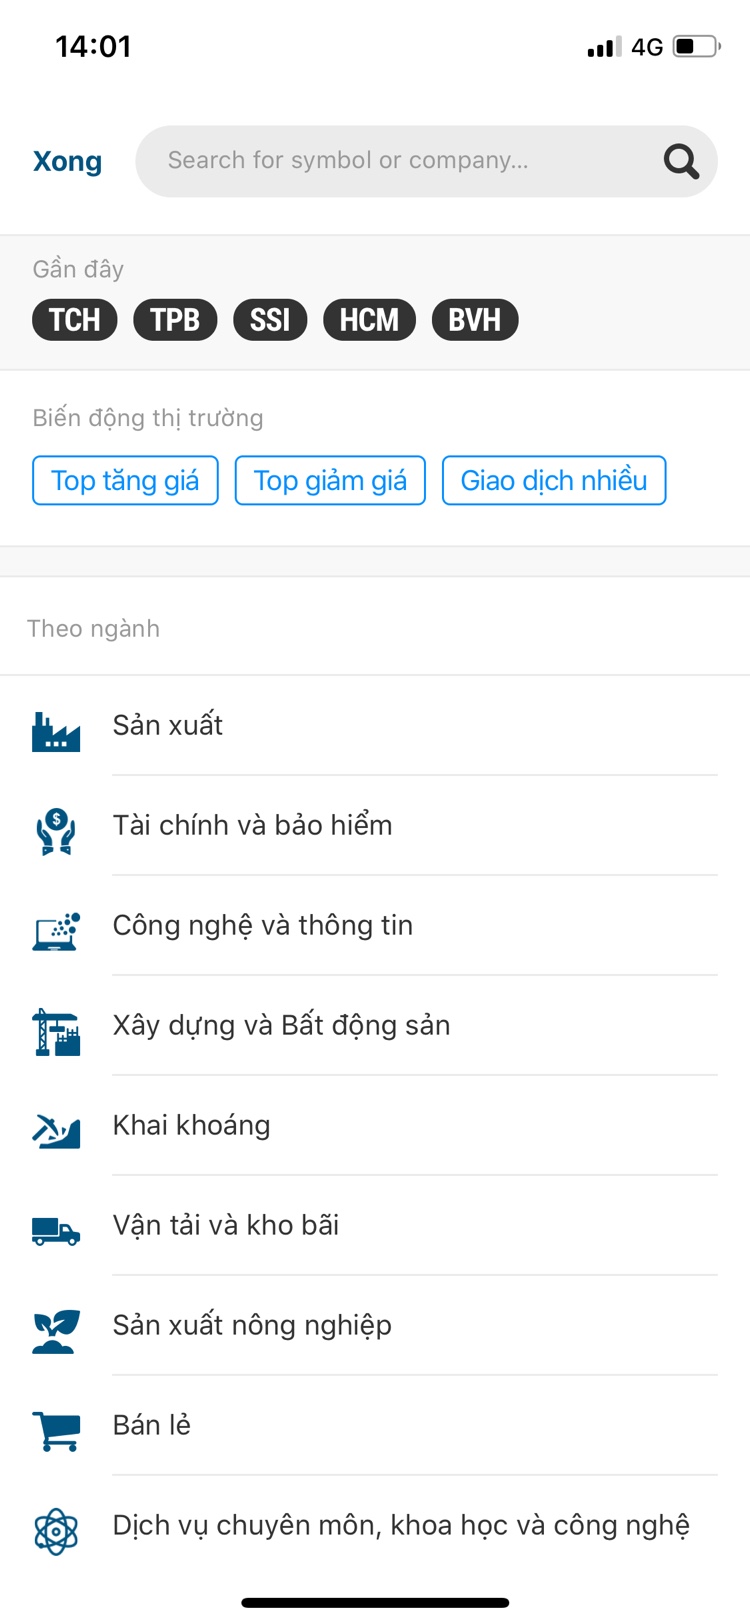 14:01 4G
Xong Search for symbol or company...
Gần đây
TCH TPB SSI HCM BVH
Biến động thị trường
Top tăng giá Top giảm giá Giao dịch nhiều
Theo ngành
Sản xuất
$
Tài chính và bảo hiểm
Công nghệ và thông tin
Xây dựng và Bất động sản
Khai khoáng
Vận tải và kho bãi
Sản xuất nông nghiệp
Bán lẻ
Dịch vụ chuyên môn, khoa học và công nghệ